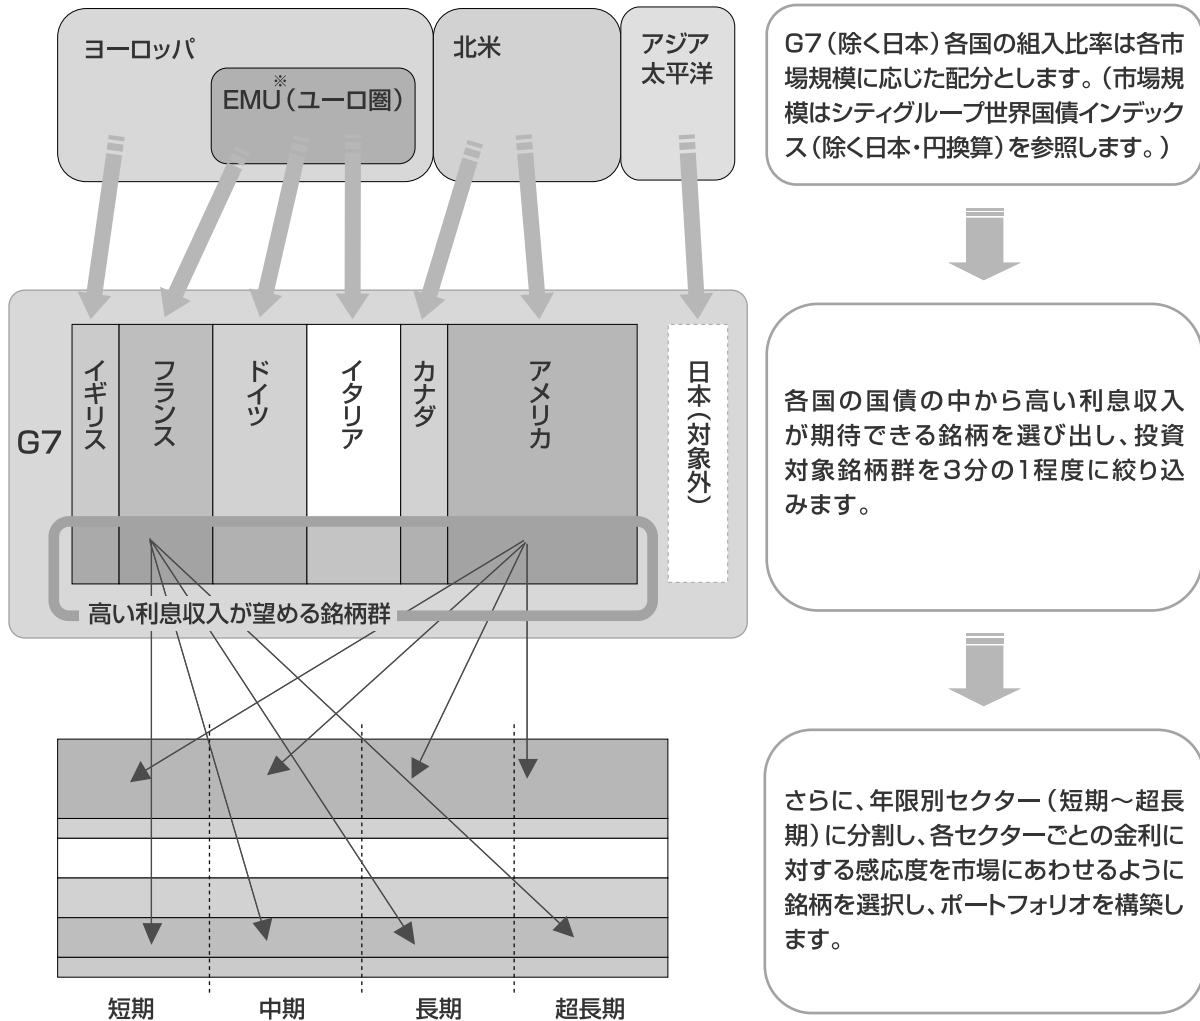 ヨーロッパ
※
EMU（ユーロ圏）
北米
アジア
太平洋
G7（除く日本）各国の組入比率は各市
場規模に応じた配分とします。（市場規
模はシティグループ世界国債インデック
ス（除く日本・円換算）を参照します。）
G7
イギリス
フランス
ドイツ
イタリア
カナダ
アメリカ
日本（対象外）
高い利息収入が望める銘柄群
各国の国債の中から高い利息収入
が期待できる銘柄を選び出し、投資
対象銘柄群を3分の1程度に絞り込
みます。
さらに、年限別セクター（短期〜超長
期）に分割し、各セクターごとの金利に
対する感応度を市場にあわせるように
銘柄を選択し、ポートフォリオを構築し
ます。
短期
中期
長期
超長期